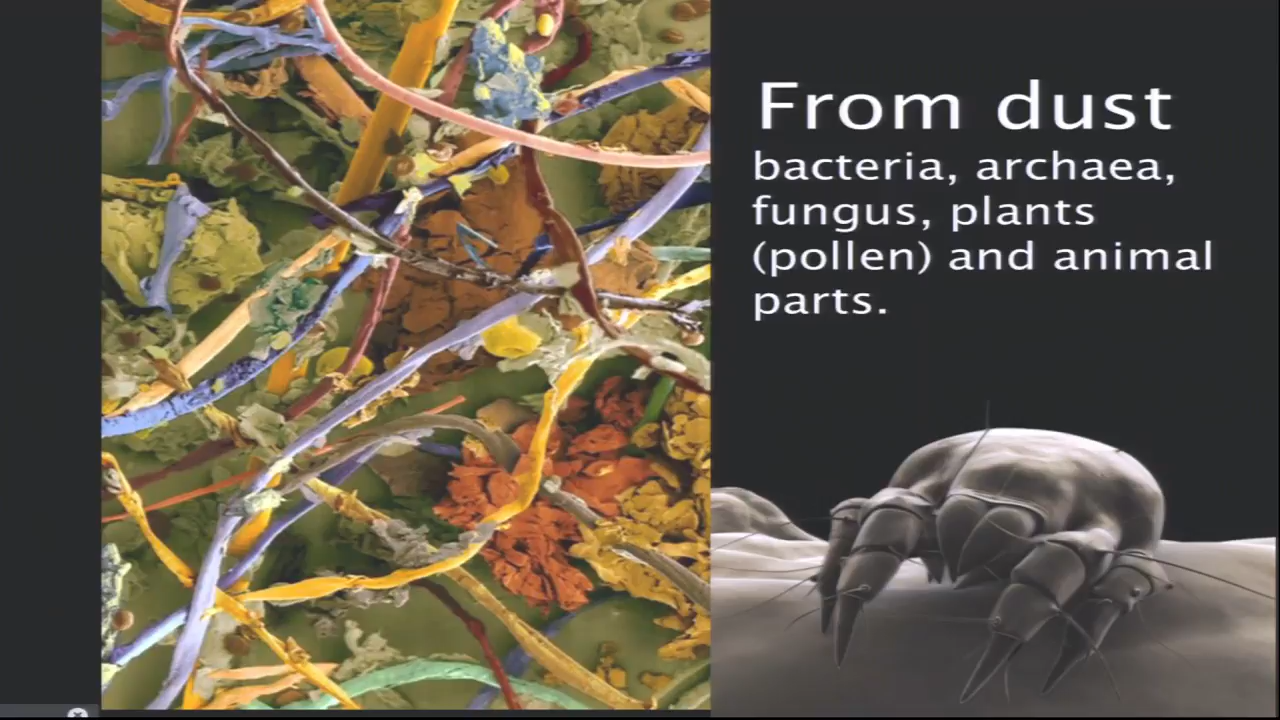 From dust
bacteria, archaea,
fungus, plants
(pollen) and animal
parts.